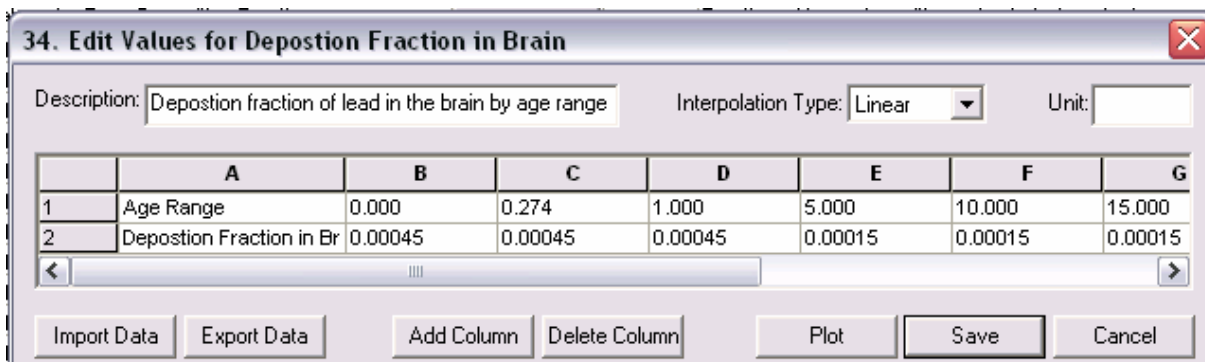 34. Edit Values for Depostion Fraction in Brain
Description: Depostion fraction of lead in the brain by age range Interpolation Type: Linear Unit:
A B C D E F G
1 Age Range 0.000 0.274 1.000 5.000 10.000 15.000
2 Depostion Fraction in Br 0.00045 0.00045 0.00045 0.00015 0.00015 0.00015
Import Data Export Data Add Column Delete Column Plot Save Cancel